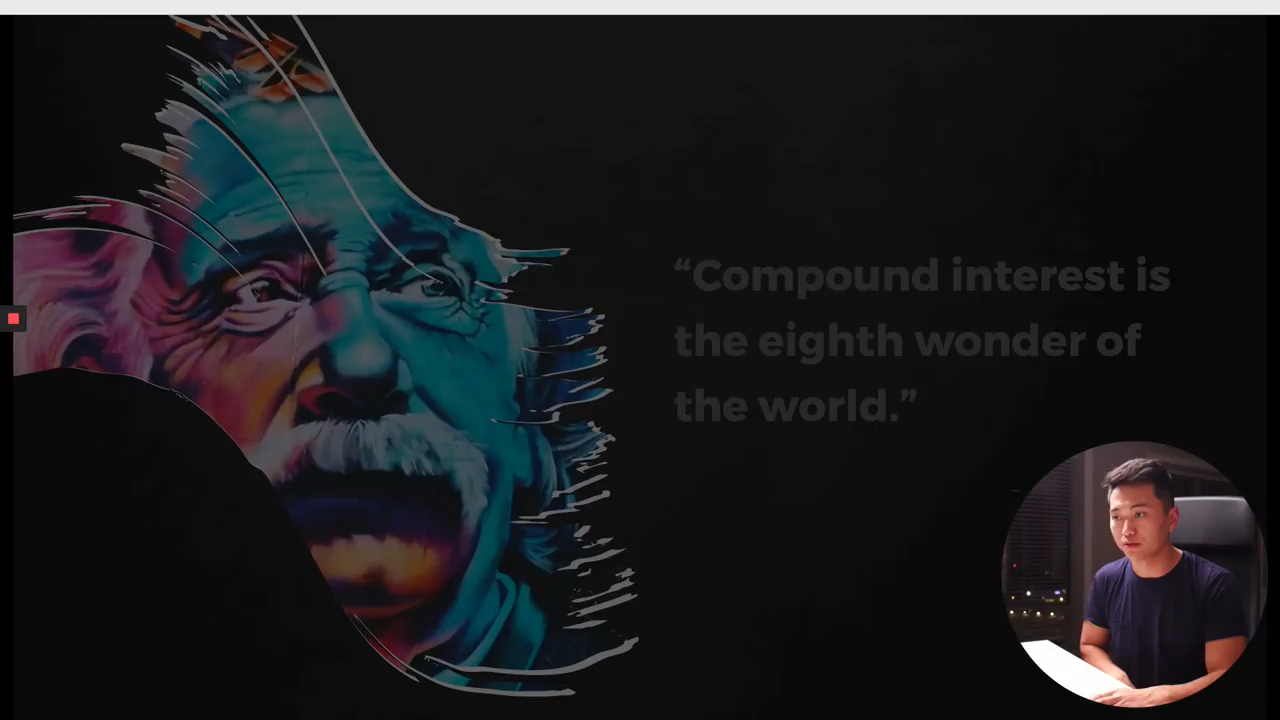 “Compound interest is
the eighth wonder of
the world.”